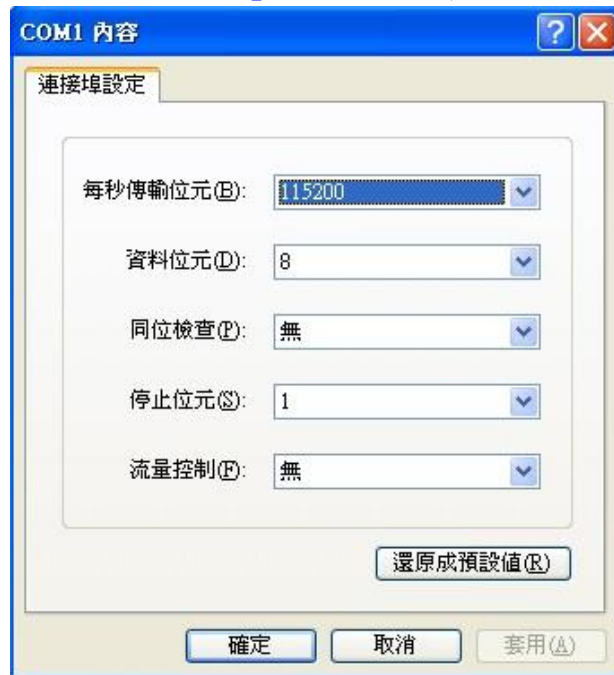 COM1 內容
連接埠設定
每秒傳輸位元(B): 115200
資料位元(D): 8
同位檢查(P): 無
停止位元(S): 1
流量控制(F): 無
還原成預設值(R)
確定 取消 套用(A)